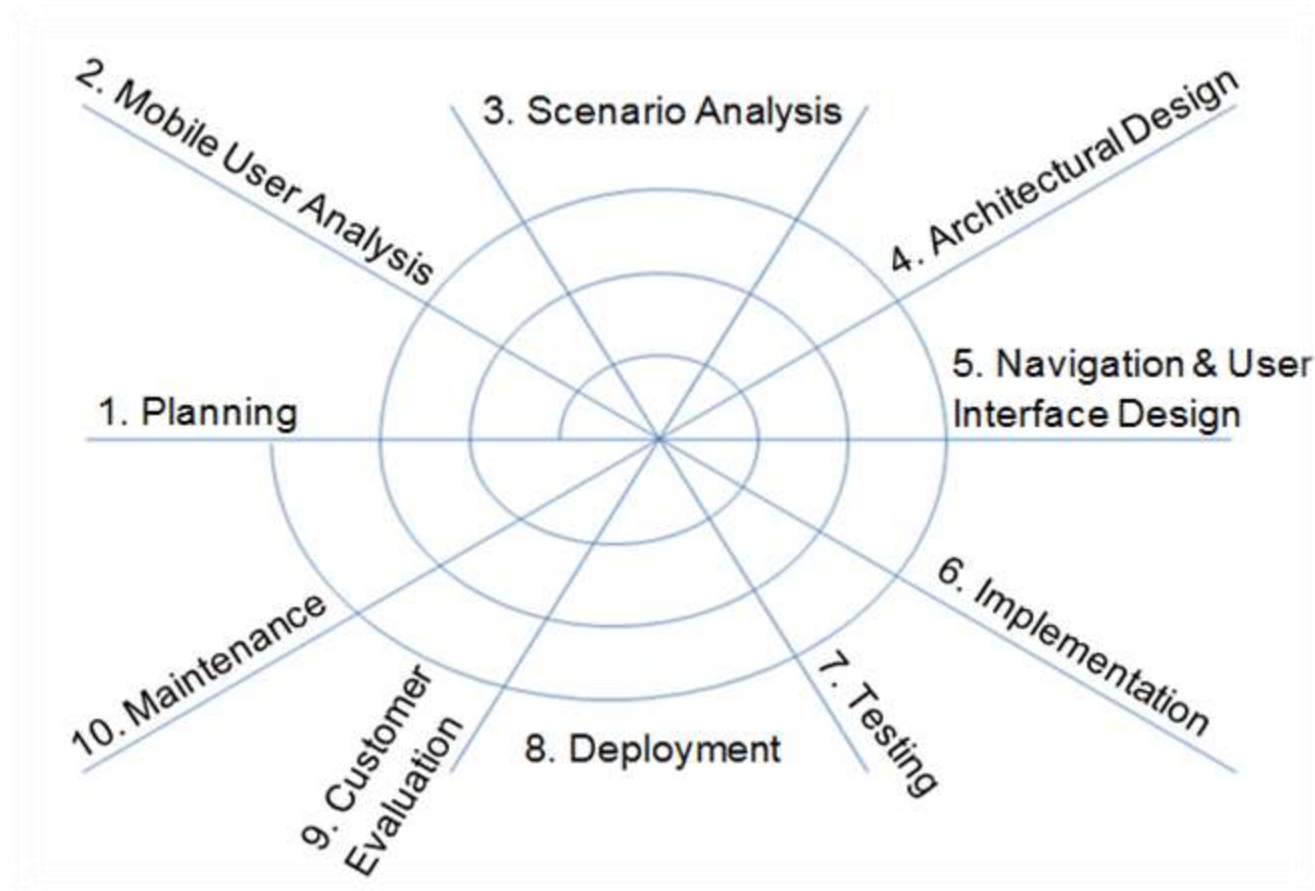 1. Planning
2. Mobile User Analysis
3. Scenario Analysis
4. Architectural Design
5. Navigation & User
Interface Design
6. Implementation
7. Testing
8. Deployment
9. Customer
Evaluation
10. Maintenance